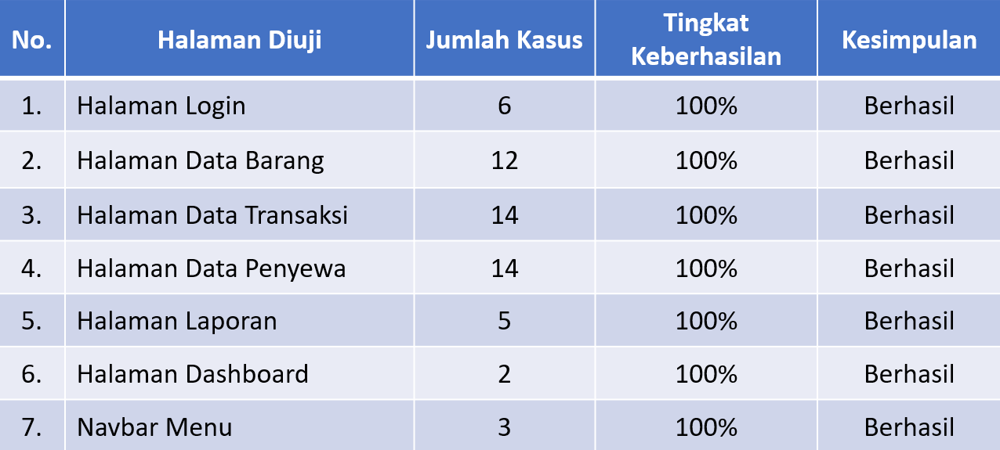 No. Halaman Diuji Jumlah Kasus Tingkat Keberhasilan Kesimpulan
1. Halaman Login 6 100% Berhasil
2. Halaman Data Barang 12 100% Berhasil
3. Halaman Data Transaksi 14 100% Berhasil
4. Halaman Data Penyewa 14 100% Berhasil
5. Halaman Laporan 5 100% Berhasil
6. Halaman Dashboard 2 100% Berhasil
7. Navbar Menu 3 100% Berhasil